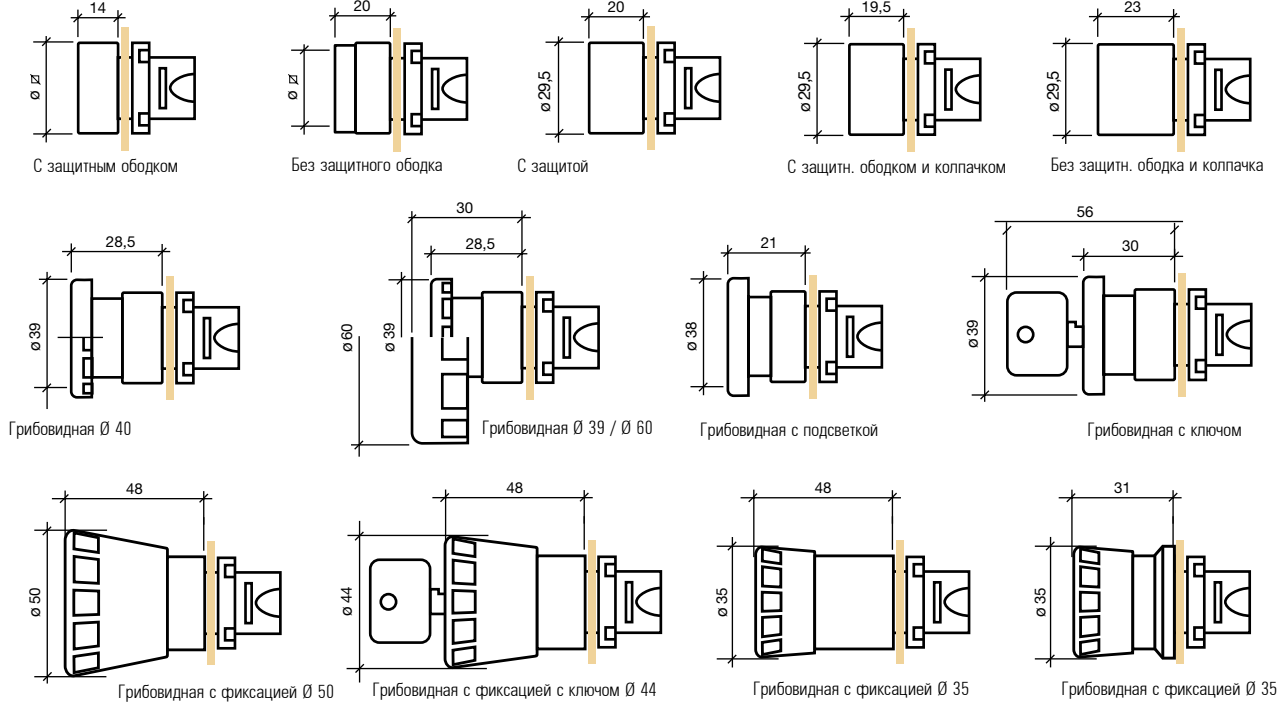 14
20
20
19,5
23
ø ø
ø ø
ø 29,5
ø 29,5
ø 29,5
С защитным ободком
Без защитного ободка
С защитой
С защитн. ободком и колпачком
Без защитн. ободка и колпачка
28,5
30
28,5
21
56
30
ø 39
ø 60
ø 39
ø 38
ø 39
Грибовидная Ø 40
Грибовидная Ø 39 / Ø 60
Грибовидная с подсветкой
Грибовидная с ключом
48
48
48
31
ø 50
ø 44
ø 35
ø 35
Грибовидная с фиксацией Ø 50
Грибовидная с фиксацией с ключом Ø 44
Грибовидная с фиксацией Ø 35
Грибовидная с фиксацией Ø 35